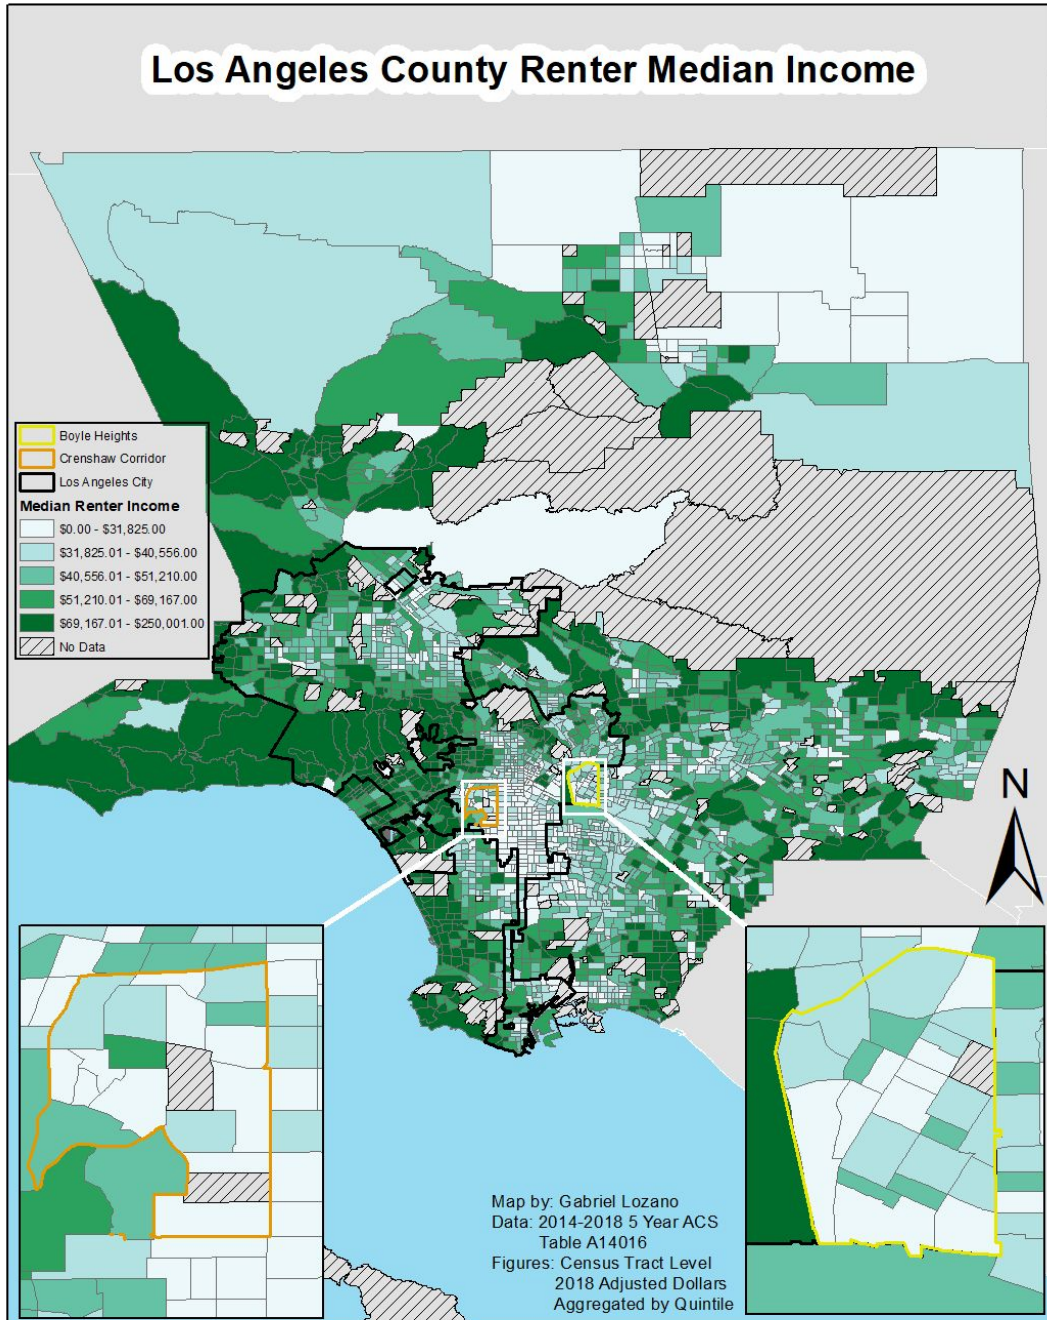 Los Angeles County Renter Median Income
Boyle Heights
Crenshaw Corridor
Los Angeles City
Median Renter Income
$0.00 - $31,825.00
$31,825.01 - $40,556.00
$40,556.01 - $51,210.00
$51,210.01 - $69,167.00
$69,167.01 - $250,001.00
No Data
N
Map by: Gabriel Lozano
Data: 2014-2018 5 Year ACS
Table A14016
Figures: Census Tract Level
2018 Adjusted Dollars
Aggregated by Quintile